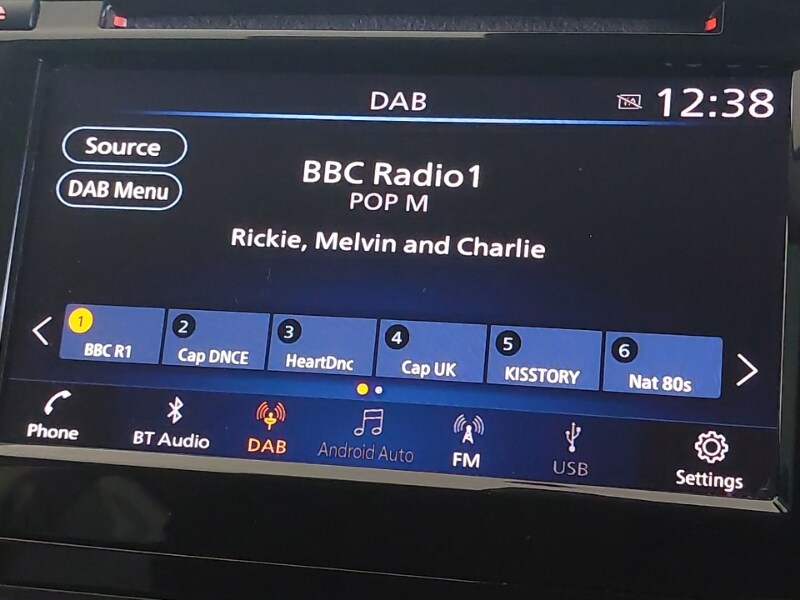 DAB
TA 12:38
Source
DAB Menu
BBC Radio1
POP M
Rickie, Melvin and Charlie
1
BBC R1
2
Cap DNCE
3
HeartDnc
4
Cap UK
5
KISSTORY
6
Nat 80s
Phone
BT Audio
DAB
Android Auto
FM
USB
Settings